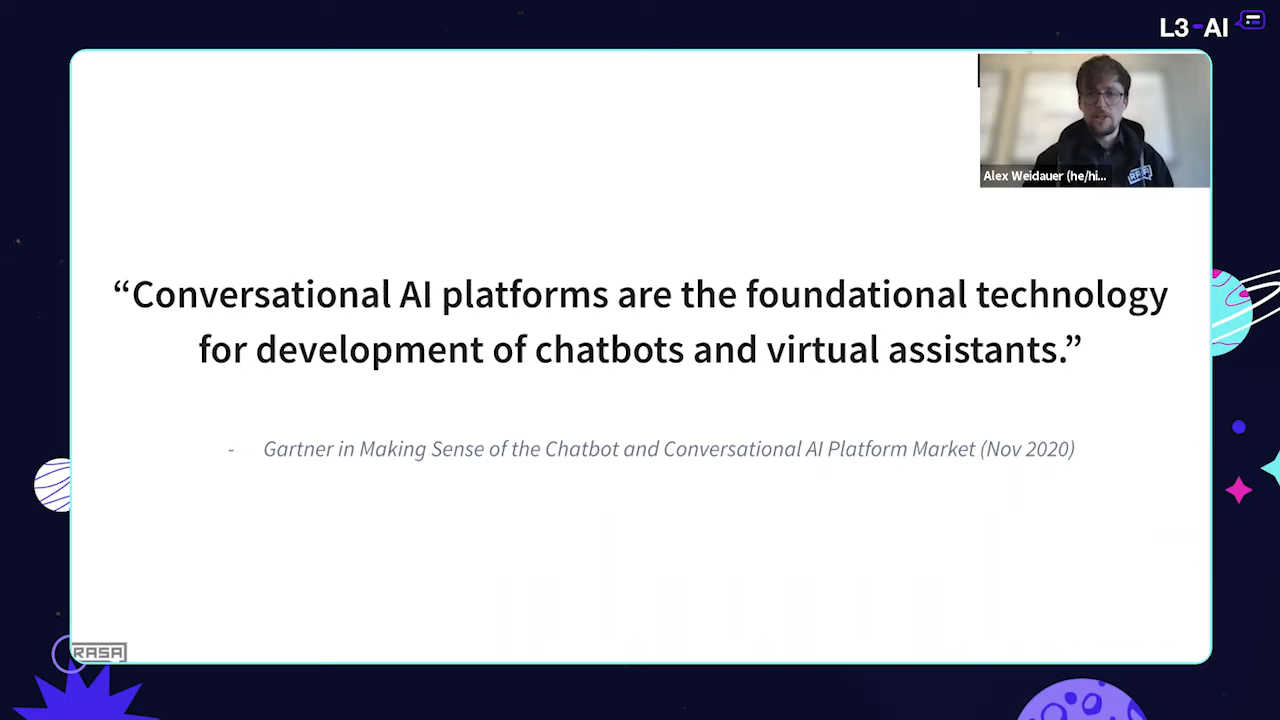 L3-AI
Alex Weidauer (he/hi...
“Conversational AI platforms are the foundational technology
for development of chatbots and virtual assistants.”
- Gartner in Making Sense of the Chatbot and Conversational AI Platform Market (Nov 2020)
RASA